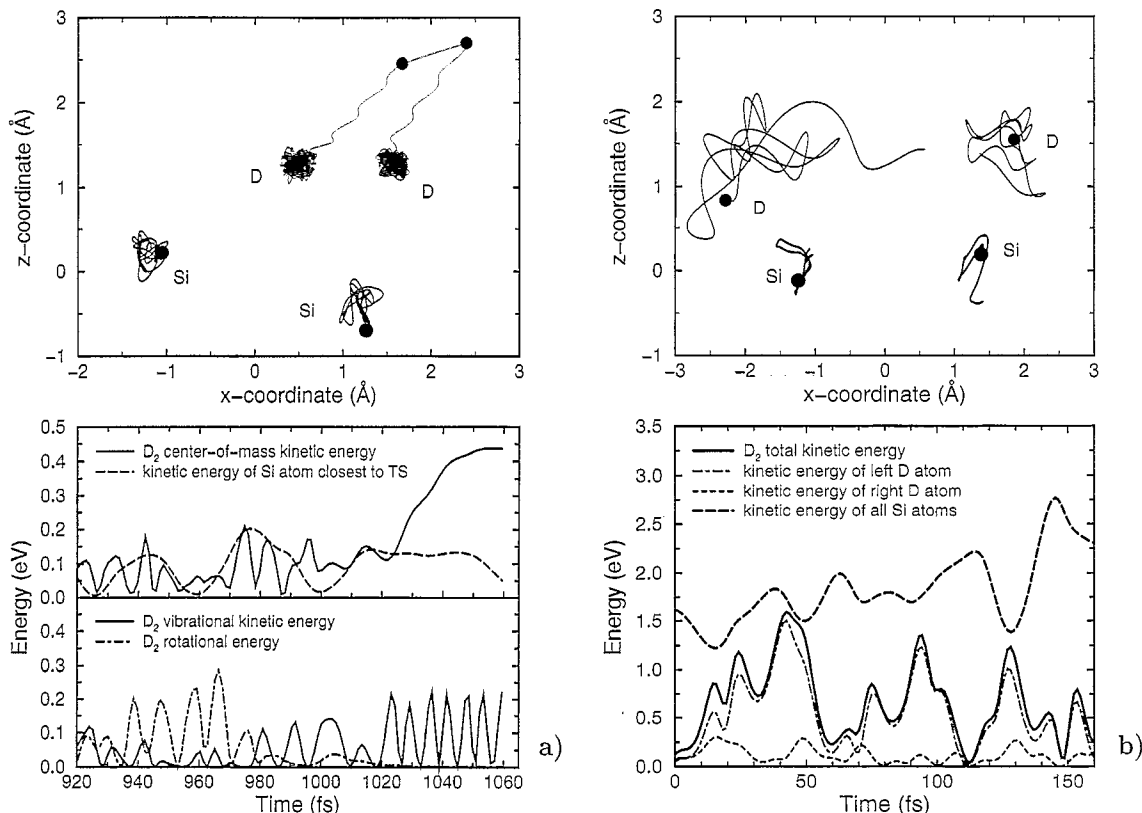 3
2
1
0
−1
z−coordinate (Å)
−2
−1
0
1
2
3
x−coordinate (Å)
D
D
Si
Si
3
2
1
0
−1
z−coordinate (Å)
−3
−2
−1
0
1
2
3
x−coordinate (Å)
D
D
Si
Si
0.5
0.4
0.3
0.2
0.1
0.0
D2 center−of−mass kinetic energy
kinetic energy of Si atom closest to TS
Energy (eV)
0.4
0.3
0.2
0.1
0.0
D2 vibrational kinetic energy
D2 rotational energy
920
940
960
980
1000
1020
1040
1060
Time (fs)
a)
3.5
3.0
2.5
2.0
1.5
1.0
0.5
0.0
Energy (eV)
D2 total kinetic energy
kinetic energy of left D atom
kinetic energy of right D atom
kinetic energy of all Si atoms
0
50
100
150
Time (fs)
b)